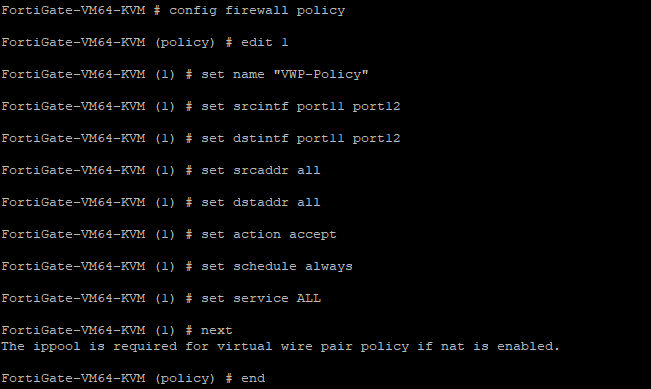 FortiGate-VM64-KVM # config firewall policy
FortiGate-VM64-KVM (policy) # edit 1
FortiGate-VM64-KVM (1) # set name "VWP-Policy"
FortiGate-VM64-KVM (1) # set srcintf port11 port12
FortiGate-VM64-KVM (1) # set dstintf port11 port12
FortiGate-VM64-KVM (1) # set srcaddr all
FortiGate-VM64-KVM (1) # set dstaddr all
FortiGate-VM64-KVM (1) # set action accept
FortiGate-VM64-KVM (1) # set schedule always
FortiGate-VM64-KVM (1) # set service ALL
FortiGate-VM64-KVM (1) # next
The ippool is required for virtual wire pair policy if nat is enabled.
FortiGate-VM64-KVM (policy) # end